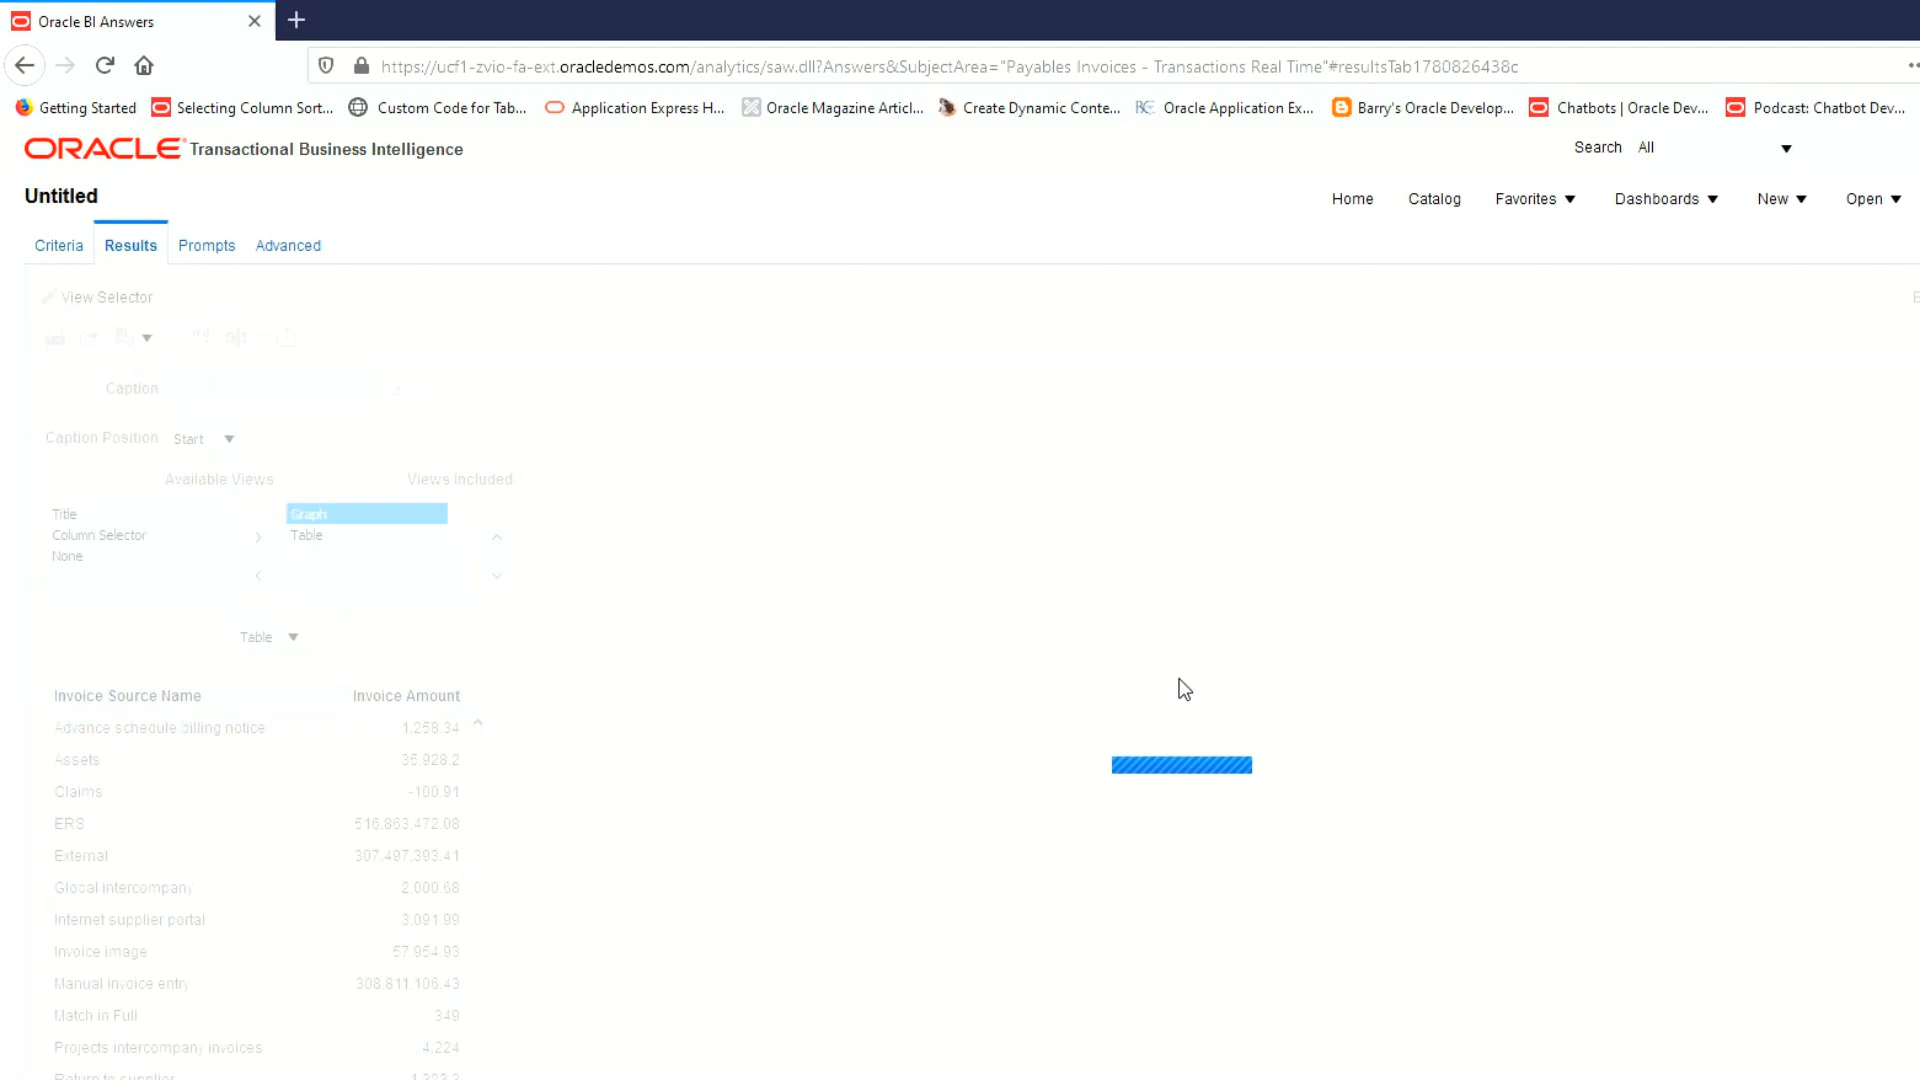 Oracle BI Answers
https://ucf1-zvio-fa-ext.oracledemos.com/analytics/saw.dll?Answers&SubjectArea="Payables Invoices - Transactions Real Time"#resultsTab1780826438c
Getting Started Selecting Column Sort... Custom Code for Tab... Application Express H... Oracle Magazine Articl... Create Dynamic Conte... Oracle Application Ex... Barry's Oracle Develop... Chatbots | Oracle Dev... Podcast: Chatbot Dev...
ORACLE Transactional Business Intelligence
Search All
Untitled
Home Catalog Favorites Dashboards New Open
Criteria Results Prompts Advanced
View Selector
Caption
Caption Position Start
Available Views Views Included
Title Graph
Column Selector Table
None
Table
Invoice Source Name Invoice Amount
Advance schedule billing notice 1,258.34
Assets 35,928.2
Claims -100.91
ERS 516,863,472.08
External 307,497,393.41
Global intercompany 2,000.68
Internet supplier portal 3,091.99
Invoice image 57,954.93
Manual invoice entry 308,811,106.43
Match in Full 349
Projects intercompany invoices 4,224
Return to supplier